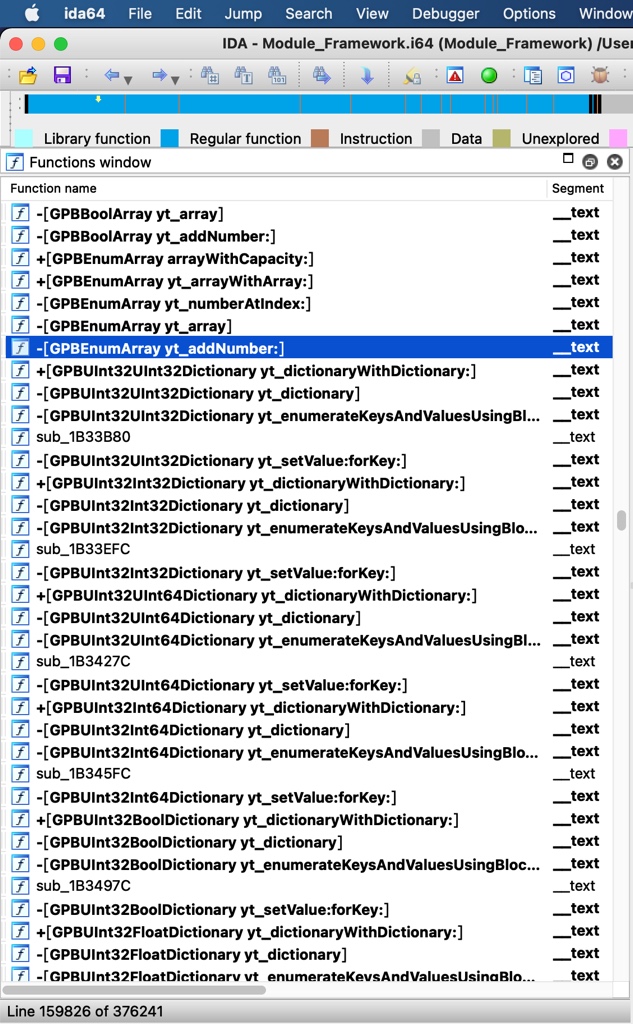 ida64 File Edit Jump Search View Debugger Options Window
IDA - Module_Framework.i64 (Module_Framework) /User
Library function Regular function Instruction Data Unexplored
Functions window
Function name Segment
-[GPBBoolArray yt_array] __text
-[GPBBoolArray yt_addNumber:] __text
+[GPBEnumArray arrayWithCapacity:] __text
+[GPBEnumArray yt_arrayWithArray:] __text
-[GPBEnumArray yt_numberAtIndex:] __text
-[GPBEnumArray yt_array] __text
-[GPBEnumArray yt_addNumber:] __text
+[GPBUInt32UInt32Dictionary yt_dictionaryWithDictionary:] __text
-[GPBUInt32UInt32Dictionary yt_dictionary] __text
-[GPBUInt32UInt32Dictionary yt_enumerateKeysAndValuesUsingBl... __text
sub_1B33B80 __text
-[GPBUInt32UInt32Dictionary yt_setValue:forKey:] __text
+[GPBUInt32Int32Dictionary yt_dictionaryWithDictionary:] __text
-[GPBUInt32Int32Dictionary yt_dictionary] __text
-[GPBUInt32Int32Dictionary yt_enumerateKeysAndValuesUsingBlo... __text
sub_1B33EFC __text
-[GPBUInt32Int32Dictionary yt_setValue:forKey:] __text
+[GPBUInt32UInt64Dictionary yt_dictionaryWithDictionary:] __text
-[GPBUInt32UInt64Dictionary yt_dictionary] __text
-[GPBUInt32UInt64Dictionary yt_enumerateKeysAndValuesUsingBl... __text
sub_1B3427C __text
-[GPBUInt32UInt64Dictionary yt_setValue:forKey:] __text
+[GPBUInt32Int64Dictionary yt_dictionaryWithDictionary:] __text
-[GPBUInt32Int64Dictionary yt_dictionary] __text
-[GPBUInt32Int64Dictionary yt_enumerateKeysAndValuesUsingBlo... __text
sub_1B345FC __text
-[GPBUInt32Int64Dictionary yt_setValue:forKey:] __text
+[GPBUInt32BoolDictionary yt_dictionaryWithDictionary:] __text
-[GPBUInt32BoolDictionary yt_dictionary] __text
-[GPBUInt32BoolDictionary yt_enumerateKeysAndValuesUsingBloc... __text
sub_1B3497C __text
-[GPBUInt32BoolDictionary yt_setValue:forKey:] __text
+[GPBUInt32FloatDictionary yt_dictionaryWithDictionary:] __text
-[GPBUInt32FloatDictionary yt_dictionary] __text
-[GPBUInt32FloatDictionary yt_enumerateKeysAndValuesUsingBlo... __text
Line 159826 of 376241